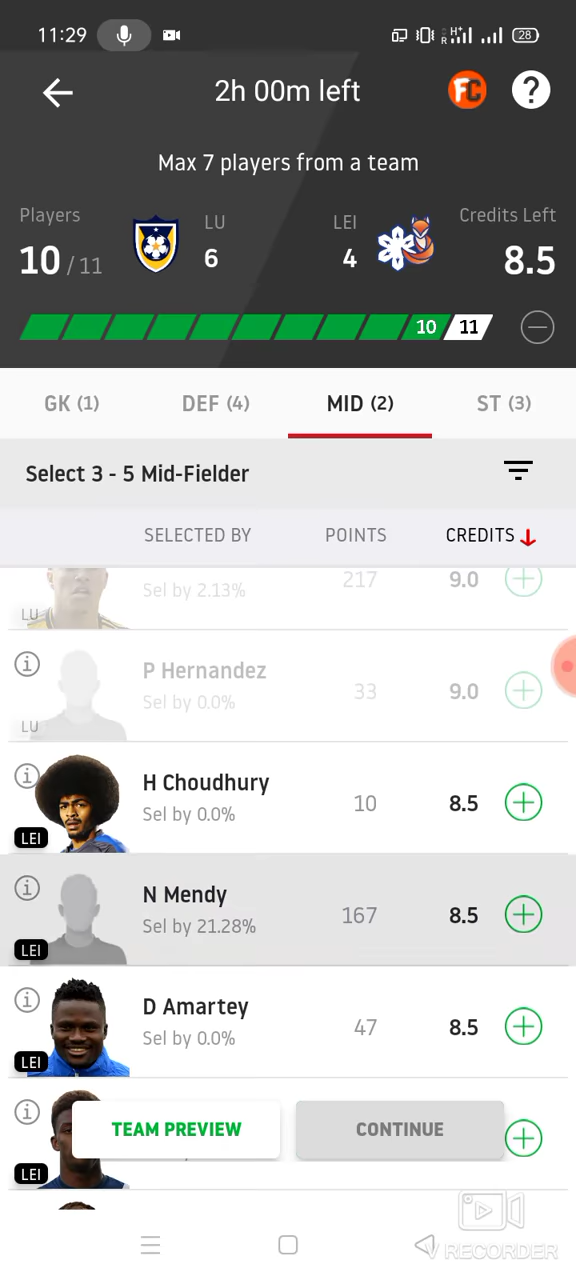 11:29
R H+ 28
2h 00m left
FC ?
Max 7 players from a team
Players LU LEI Credits Left
10 / 11 6 4 8.5
10 11
GK (1) DEF (4) MID (2) ST (3)
Select 3 - 5 Mid-Fielder
SELECTED BY POINTS CREDITS
Sel by 2.13% 217 9.0
LU
P Hernandez
Sel by 0.0% 33 9.0
LU
H Choudhury
Sel by 0.0% 10 8.5
LEI
N Mendy
Sel by 21.28% 167 8.5
LEI
D Amartey
Sel by 0.0% 47 8.5
LEI
TEAM PREVIEW CONTINUE
LEI
V RECORDER